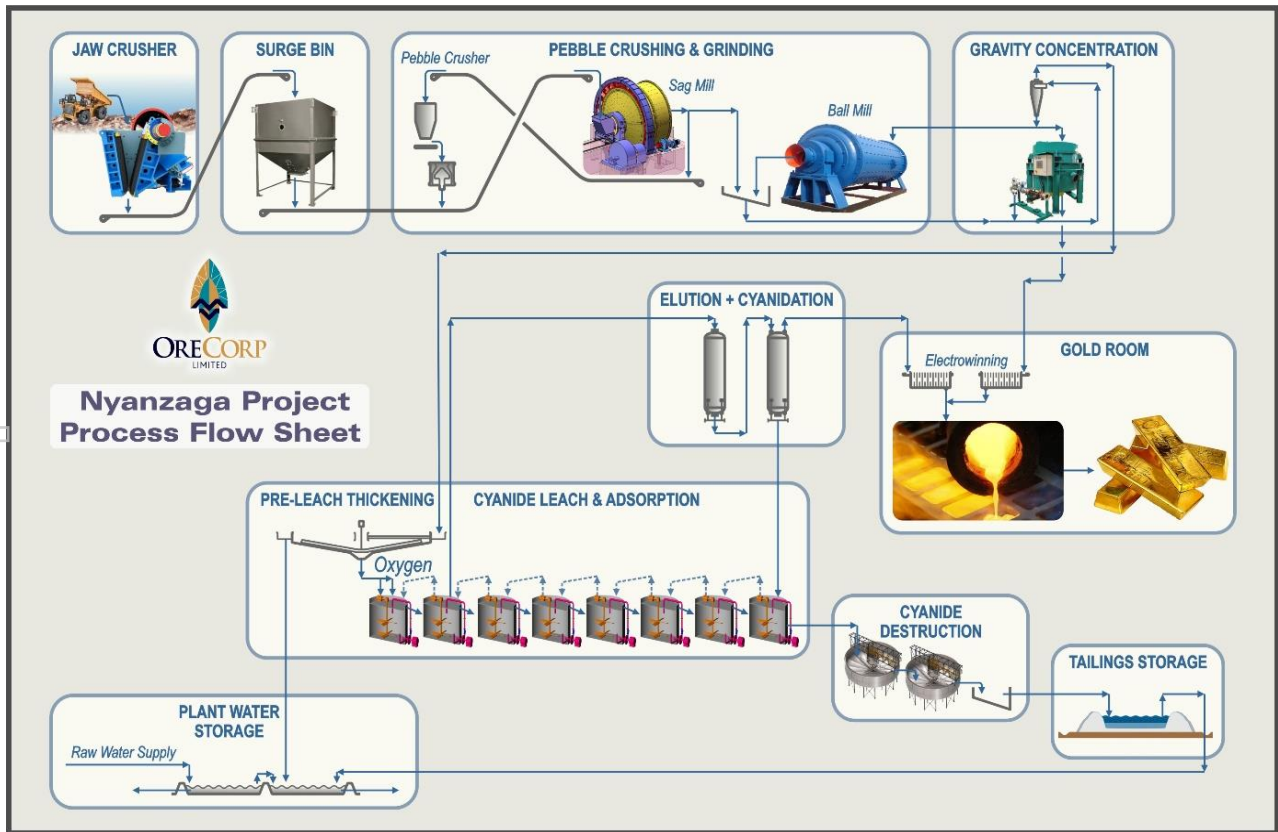 JAW CRUSHER
SURGE BIN
PEBBLE CRUSHING & GRINDING
GRAVITY CONCENTRATION
Pebble Crusher
Sag Mill
Ball Mill
ORECORP
LIMITED
Nyanzaga Project
Process Flow Sheet
ELUTION + CYANIDATION
GOLD ROOM
Electrowinning
PRE-LEACH THICKENING
CYANIDE LEACH & ADSORPTION
Oxygen
CYANIDE
DESTRUCTION
TAILINGS STORAGE
PLANT WATER
STORAGE
Raw Water Supply